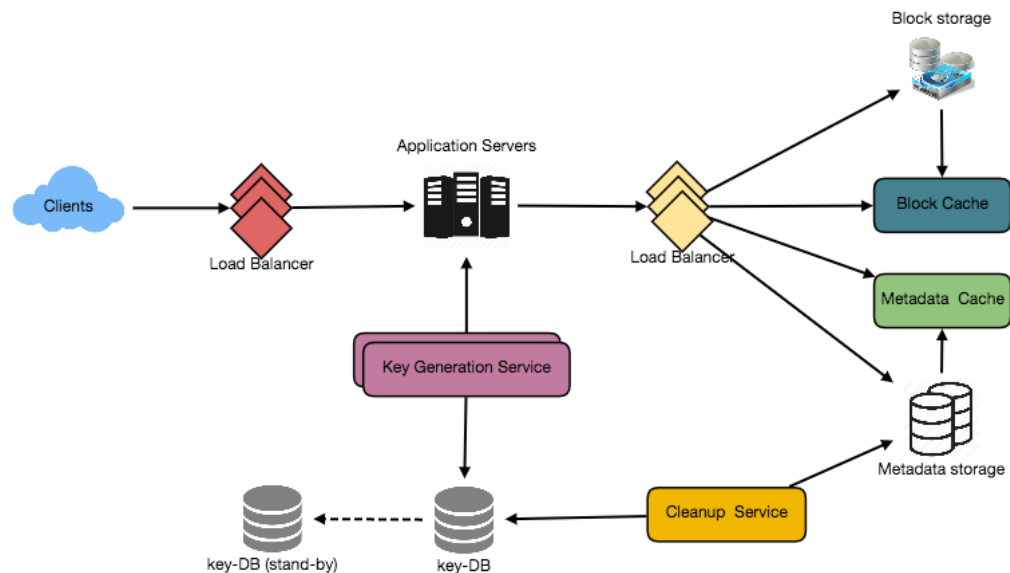 Block storage
Application Servers
Clients
Block Cache
Load Balancer
Load Balancer
Metadata Cache
Key Generation Service
Metadata storage
Cleanup Service
key-DB (stand-by)
key-DB